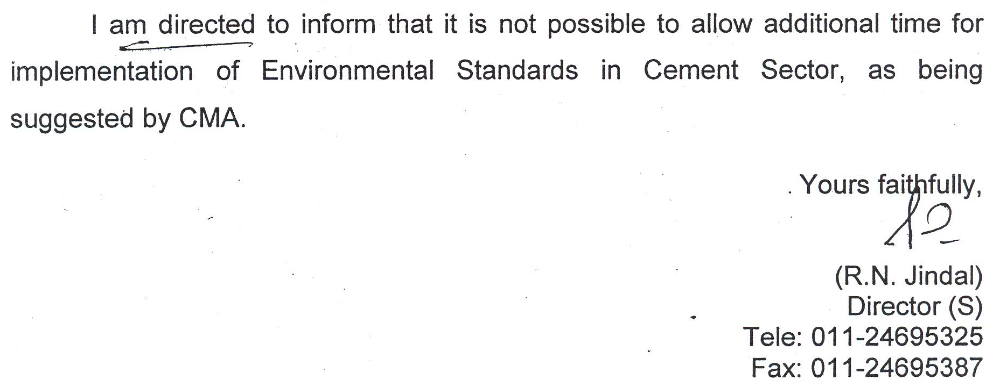 I am directed to inform that it is not possible to allow additional time for
implementation of Environmental Standards in Cement Sector, as being
suggested by CMA.
Yours faithfully,
(R.N. Jindal)
Director (S)
Tele: 011-24695325
Fax: 011-24695387